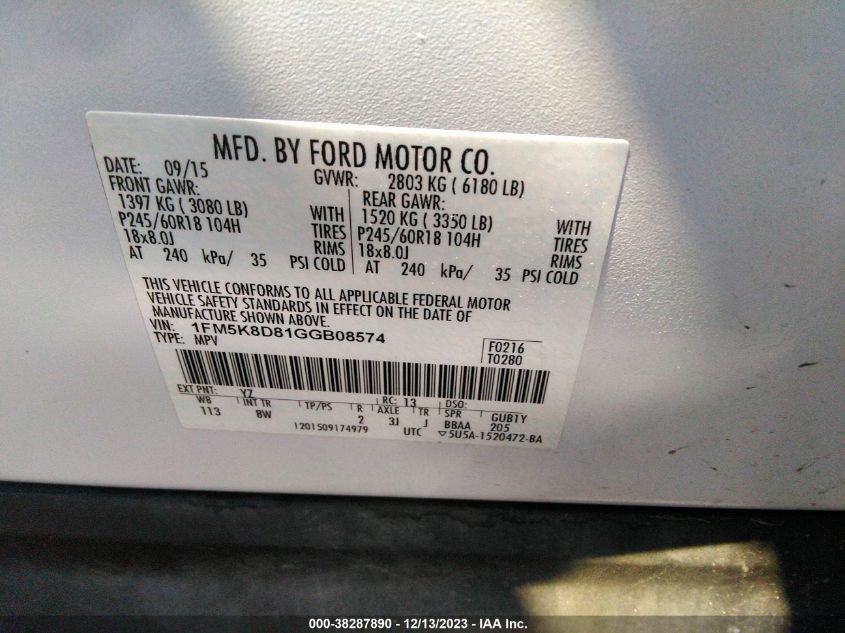 MFD. BY FORD MOTOR CO.
DATE: 09/15 GVWR: 2803 KG ( 6180 LB)
FRONT GAWR: REAR GAWR:
1397 KG ( 3080 LB) WITH 1520 KG ( 3350 LB) WITH
P245/60R18 104H TIRES P245/60R18 104H TIRES
18x8.0J RIMS 18x8.0J RIMS
AT 240 kPa/ 35 PSI COLD AT 240 kPa/ 35 PSI COLD
THIS VEHICLE CONFORMS TO ALL APPLICABLE FEDERAL MOTOR
VEHICLE SAFETY STANDARDS IN EFFECT ON THE DATE OF
MANUFACTURE SHOWN ABOVE.
VIN: 1FM5K8D81GGB08574
TYPE: MPV
F0216
T0280
EXT PNT: YZ RC: 13 DSO:
WB INT TR TP/PS R AXLE TR SPR GUB1Y
113 8W 2 3J J BBAA 205
1201509174979 UTC ▽5U5A-1520472-BA
000-38287890 - 12/13/2023 - IAA Inc.